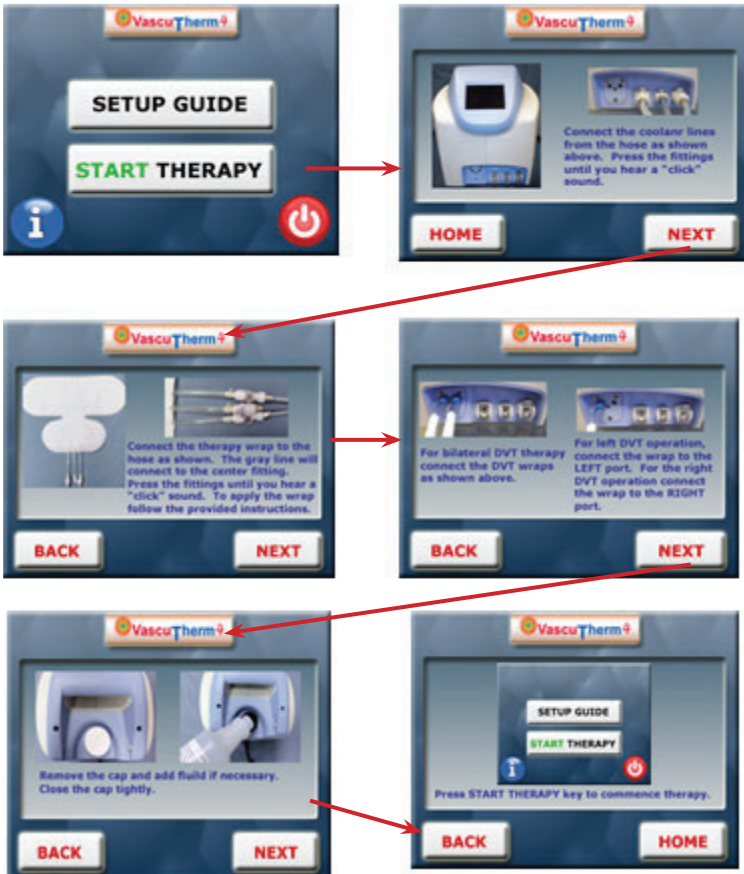 VascuTherm4
SETUP GUIDE
START THERAPY
i
VascuTherm4
Connect the coolanr lines
from the hose as shown
above. Press the fittings
until you hear a "click"
sound.
HOME
NEXT
VascuTherm4
Connect the therapy wrap to the
hose as shown. The gray line will
connect to the center fitting.
Press the fittings until you hear a
"click" sound. To apply the wrap
follow the provided instructions.
BACK
NEXT
VascuTherm4
For bilateral DVT therapy
connect the DVT wraps
as shown above.
For left DVT operation,
connect the wrap to the
LEFT port. For the right
DVT operation connect
the wrap to the RIGHT
port.
BACK
NEXT
VascuTherm4
Remove the cap and add fluild if necessary.
Close the cap tightly.
BACK
NEXT
VascuTherm4
SETUP GUIDE
START THERAPY
i
Press START THERAPY key to commence therapy.
BACK
HOME